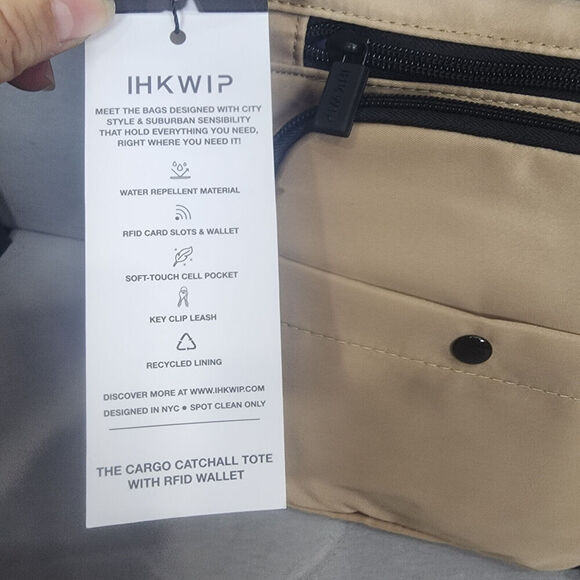 IHKWIP
MEET THE BAGS DESIGNED WITH CITY
STYLE & SUBURBAN SENSIBILITY
THAT HOLD EVERYTHING YOU NEED,
RIGHT WHERE YOU NEED IT!
WATER REPELLENT MATERIAL
RFID CARD SLOTS & WALLET
SOFT-TOUCH CELL POCKET
KEY CLIP LEASH
RECYCLED LINING
DISCOVER MORE AT WWW.IHKWIP.COM
DESIGNED IN NYC ● SPOT CLEAN ONLY
THE CARGO CATCHALL TOTE
WITH RFID WALLET
IHKWIP